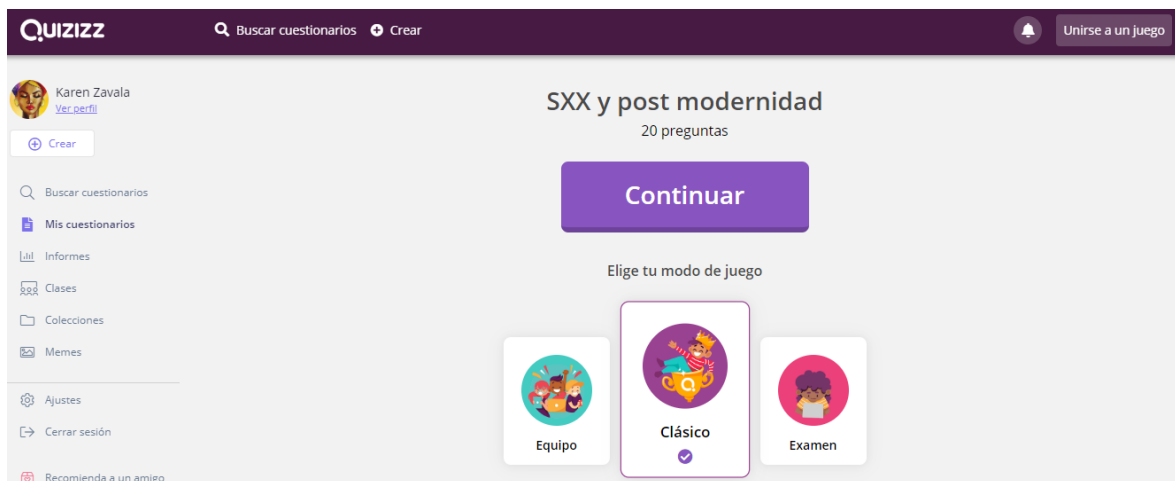 QUIZIZZ
Buscar cuestionarios Crear
Unirse a un juego
Karen Zavala
Ver perfil
Crear
Buscar cuestionarios
Mis cuestionarios
Informes
Clases
Colecciones
Memes
Ajustes
Cerrar sesión
Recomienda a un amigo
SXX y post modernidad
20 preguntas
Continuar
Elige tu modo de juego
Equipo
Clásico
Examen